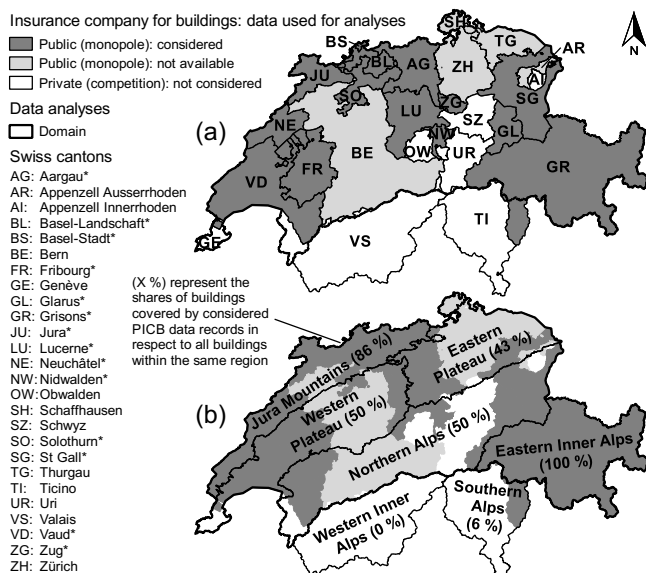 Insurance company for buildings: data used for analyses
Public (monopole): considered
Public (monopole): not available
Private (competition): not considered
Data analyses
Domain
Swiss cantons
AG: Aargau*
AR: Appenzell Ausserrhoden
AI: Appenzell Innerrhoden
BL: Basel-Landschaft*
BS: Basel-Stadt*
BE: Bern
FR: Fribourg*
GE: Genève
GL: Glarus*
GR: Grisons*
JU: Jura*
LU: Lucerne*
NE: Neuchâtel*
NW: Nidwalden*
OW: Obwalden
SH: Schaffhausen
SZ: Schwyz
SO: Solothurn*
SG: St Gall*
TG: Thurgau
TI: Ticino
UR: Uri
VS: Valais
VD: Vaud*
ZG: Zug*
ZH: Zürich
(a)
SH
BS
TG
AR
BL
AG
ZH
JU
AI
SO
ZG
SG
LU
NE
SZ
NW
GL
JU
OW
BE
UR
GR
VD
FR
VS
TI
GE
N
(X %) represent the
shares of buildings
covered by considered
PICB data records in
respect to all buildings
within the same region
(b)
Jura Mountains (86 %)
Eastern
Plateau (43 %)
Western
Plateau (50 %)
Northern Alps (50 %)
Eastern Inner Alps
(100 %)
Western Inner
Alps (0 %)
Southern
Alps
(6 %)